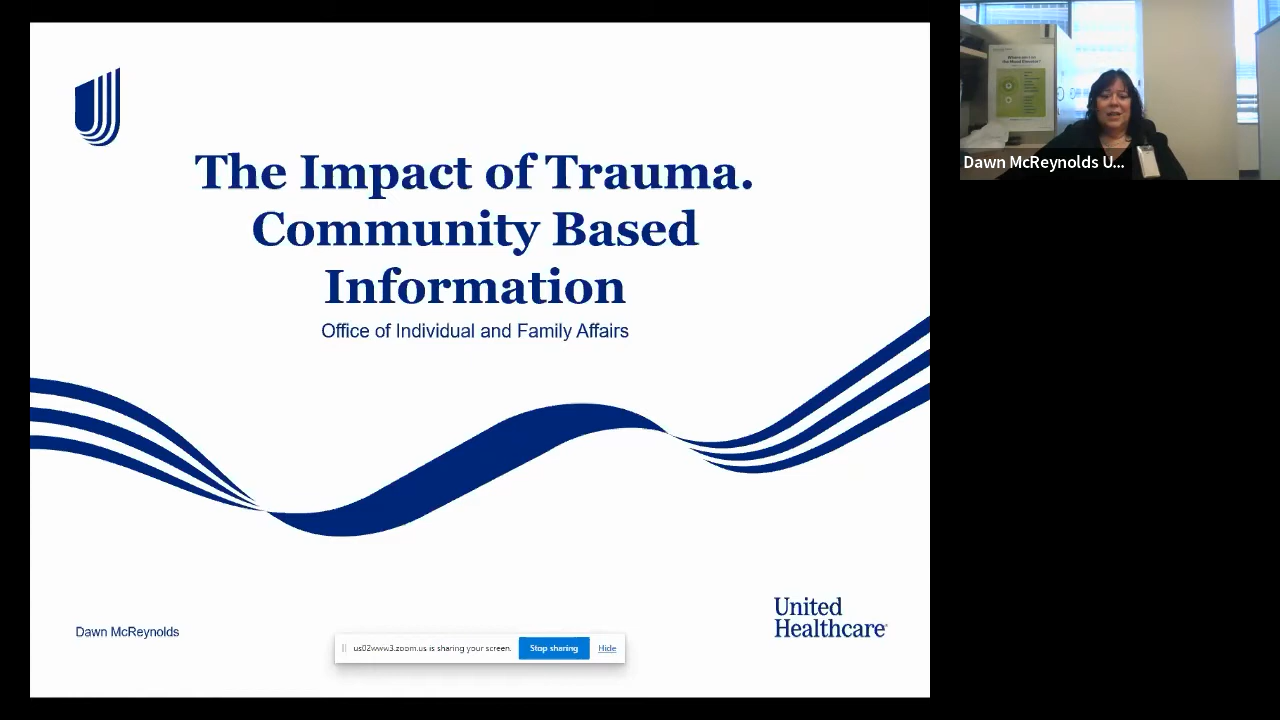 The Impact of Trauma.
Community Based
Information
Office of Individual and Family Affairs
Dawn McReynolds
us02www3.zoom.us is sharing your screen.
Stop sharing
Hide
United
Healthcare
Dawn McReynolds U...